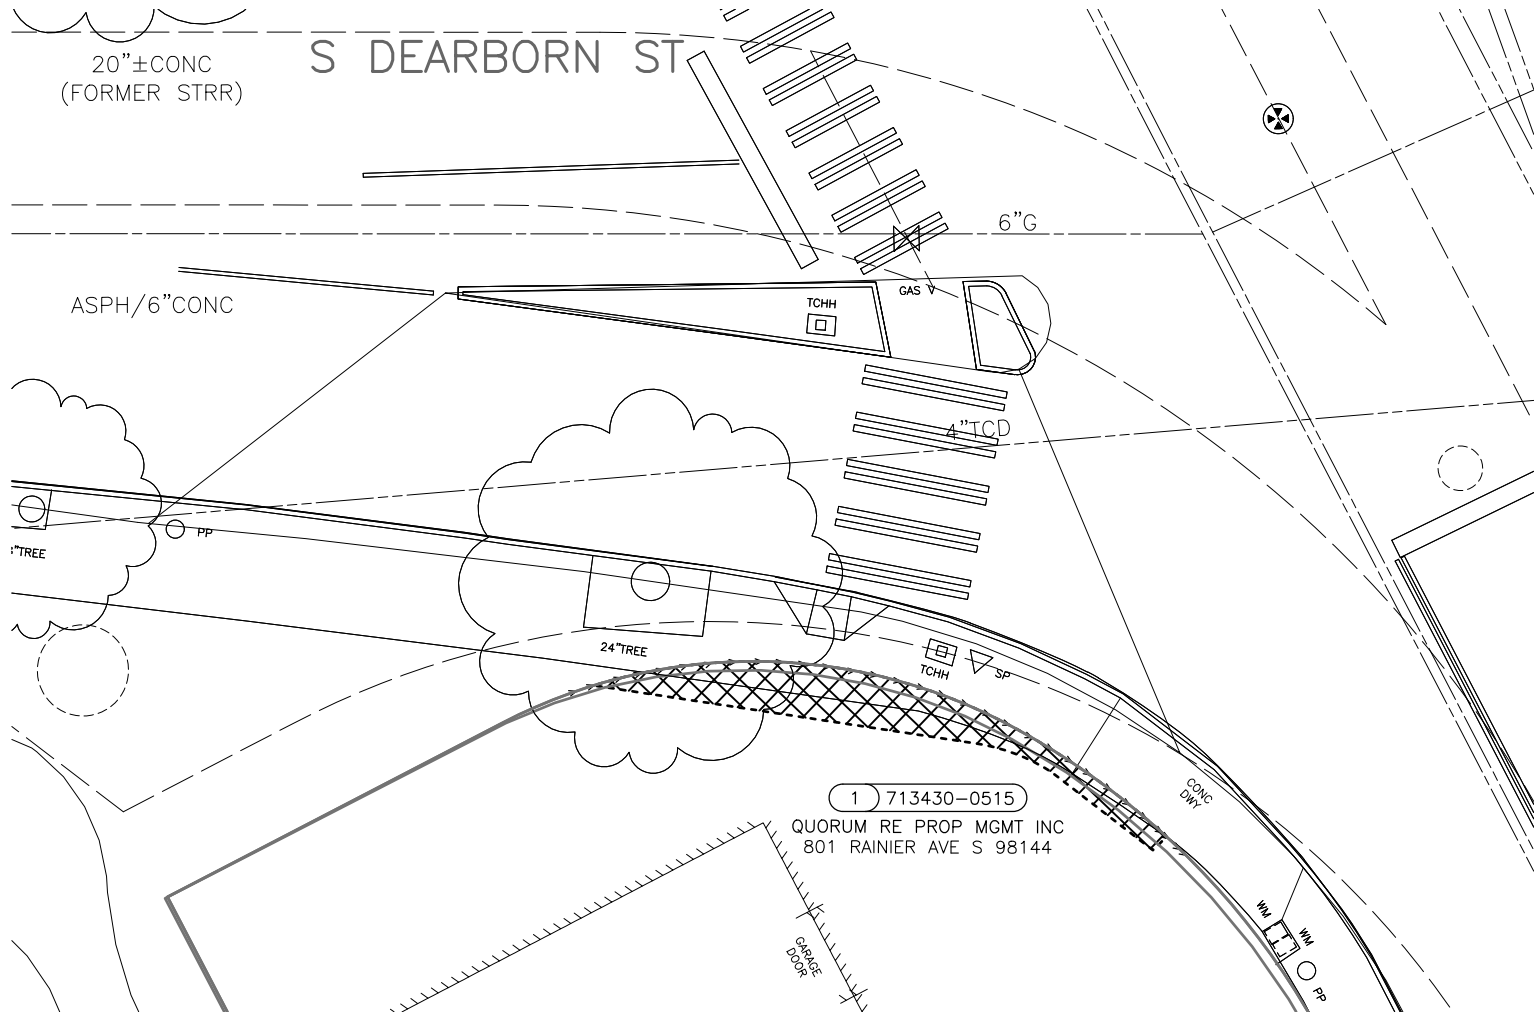 S DEARBORN ST
20"±CONC
(FORMER STRR)
6"G
GAS
TCHH
ASPH/6"CONC
4"TCD
PP
"TREE
24"TREE
TCHH
SP
CONC
DWY
1 713430-0515
QUORUM RE PROP MGMT INC
801 RAINIER AVE S 98144
WM
WM
GARAGE
DOOR
PP